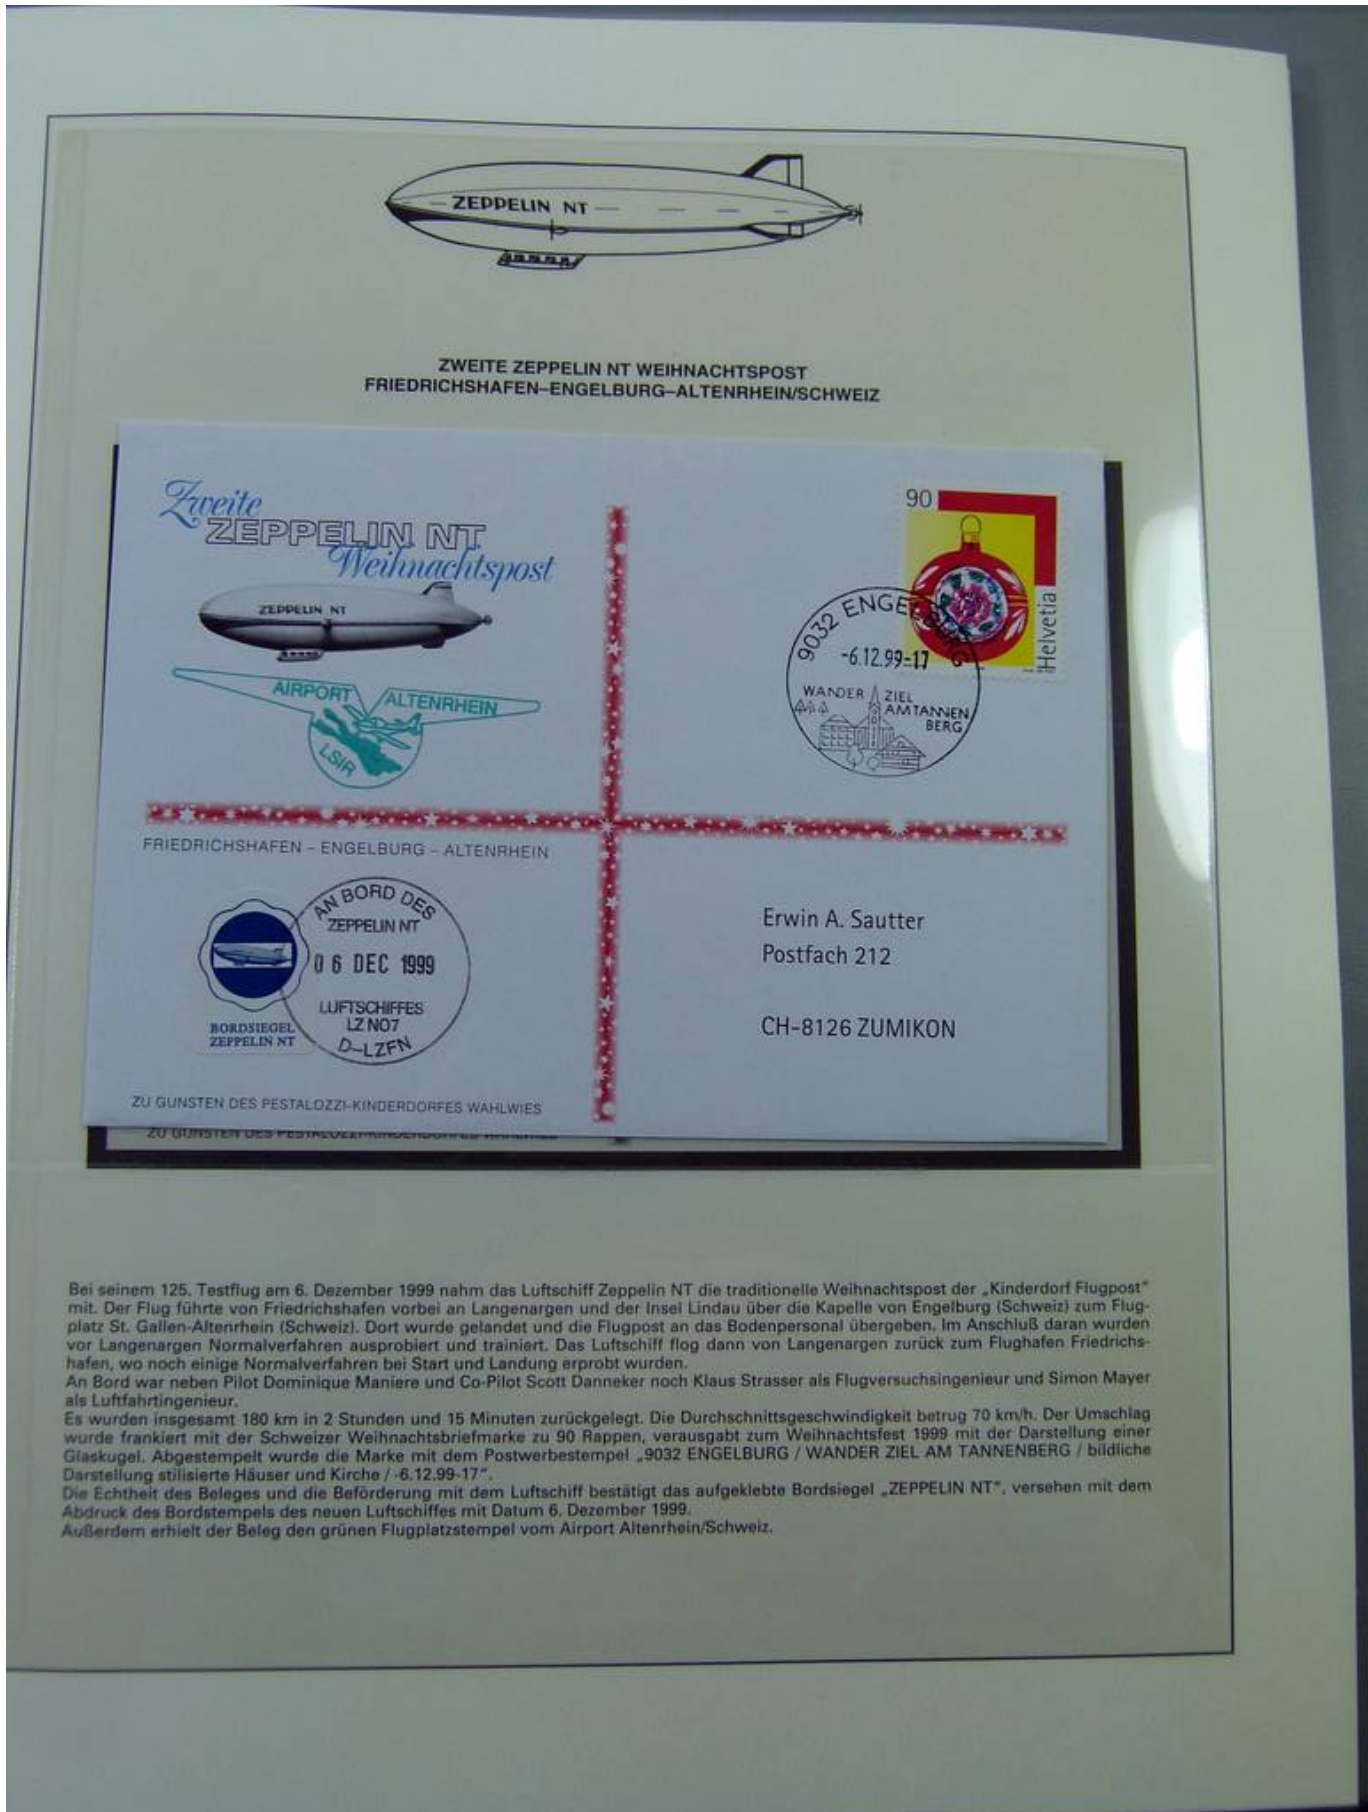 ZEPPELIN NT
ZWEITE ZEPPELIN NT WEIHNACHTSPOST
FRIEDRICHSHAFEN–ENGELBURG–ALTENRHEIN/SCHWEIZ
Zweite
ZEPPELIN NT
Weihnachtspost
ZEPPELIN NT
AIRPORT ALTENRHEIN
LSIR
90
Helvetia
9032 ENGELBURG
-6.12.99-17
WANDER ZIEL
AM TANNEN
BERG
FRIEDRICHSHAFEN – ENGELBURG – ALTENRHEIN
AN BORD DES
ZEPPELIN NT
06 DEC 1999
LUFTSCHIFFES
LZ NO7
D-LZFN
BORDSIEGEL
ZEPPELIN NT
Erwin A. Sautter
Postfach 212
CH-8126 ZUMIKON
ZU GUNSTEN DES PESTALOZZI-KINDERDORFES WAHLWIES
ZU GUNSTEN DES PESTALOZZI-KINDERDORFES WAHLWIES
Bei seinem 125. Testflug am 6. Dezember 1999 nahm das Luftschiff Zeppelin NT die traditionelle Weihnachtspost der „Kinderdorf Flugpost"
mit. Der Flug führte von Friedrichshafen vorbei an Langenargen und der Insel Lindau über die Kapelle von Engelburg (Schweiz) zum Flug-
platz St. Gallen-Altenrhein (Schweiz). Dort wurde gelandet und die Flugpost an das Bodenpersonal übergeben. Im Anschluß daran wurden
vor Langenargen Normalverfahren ausprobiert und trainiert. Das Luftschiff flog dann von Langenargen zurück zum Flughafen Friedrichs-
hafen, wo noch einige Normalverfahren bei Start und Landung erprobt wurden.
An Bord war neben Pilot Dominique Maniere und Co-Pilot Scott Danneker noch Klaus Strasser als Flugversuchsingenieur und Simon Mayer
als Luftfahrtingenieur.
Es wurden insgesamt 180 km in 2 Stunden und 15 Minuten zurückgelegt. Die Durchschnittsgeschwindigkeit betrug 70 km/h. Der Umschlag
wurde frankiert mit der Schweizer Weihnachtsbriefmarke zu 90 Rappen, verausgabt zum Weihnachtsfest 1999 mit der Darstellung einer
Glaskugel. Abgestempelt wurde die Marke mit dem Postwerbestempel „9032 ENGELBURG / WANDER ZIEL AM TANNENBERG / bildliche
Darstellung stilisierte Häuser und Kirche / -6.12.99-17".
Die Echtheit des Beleges und die Beförderung mit dem Luftschiff bestätigt das aufgeklebte Bordsiegel „ZEPPELIN NT", versehen mit dem
Abdruck des Bordstempels des neuen Luftschiffes mit Datum 6. Dezember 1999.
Außerdem erhielt der Beleg den grünen Flugplatzstempel vom Airport Altenrhein/Schweiz.